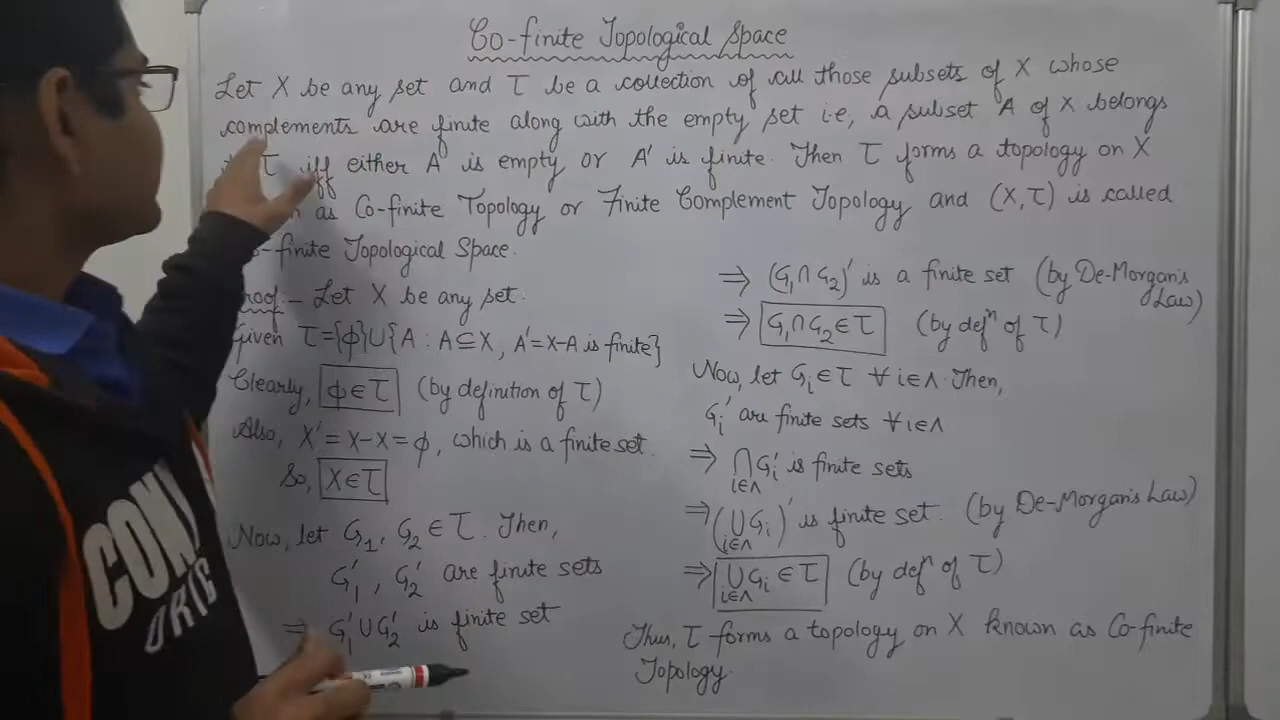 Co-finite Topological Space
Let X be any set and τ be a collection of all those subsets of X whose
complements are finite along with the empty set i.e, a subset A of X belongs
τ iff either A is empty or A' is finite. Then τ forms a topology on X
as Co-finite Topology or Finite Complement Topology and (X,τ) is called
-finite Topological Space.
Proof - Let X be any set.
Given τ={ϕ}∪{A : A⊆X, A'=X-A is finite}
Clearly, ϕ∈τ (by definition of τ)
Also, X' = X-X = ϕ, which is a finite set.
So, X∈τ
Now, let G₁, G₂ ∈ τ. Then,
G₁', G₂' are finite sets
⇒ G₁'∪G₂' is finite set
⇒ (G₁∩G₂)' is a finite set (by De-Morgan's
Law)
⇒ G₁∩G₂∈τ (by defⁿ of τ)
Now, let Gᵢ∈τ ∀ i∈Λ. Then,
Gᵢ' are finite sets ∀ i∈Λ
⇒ ⋂ Gᵢ' is finite sets
i∈Λ
⇒ (⋃ Gᵢ)' is finite set. (by De-Morgan's Law)
i∈Λ
⇒ ⋃ Gᵢ ∈ τ (by defⁿ of τ)
i∈Λ
Thus, τ forms a topology on X known as Co-finite
Topology.
CON
ORIG